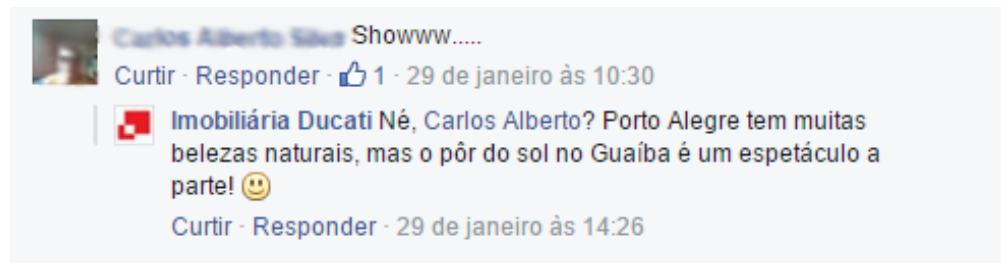 Showww.....
Curtir · Responder · 1 · 29 de janeiro às 10:30
Imobiliária Ducati Né, Carlos Alberto? Porto Alegre tem muitas
belezas naturais, mas o pôr do sol no Guaíba é um espetáculo a
parte!
Curtir · Responder · 29 de janeiro às 14:26